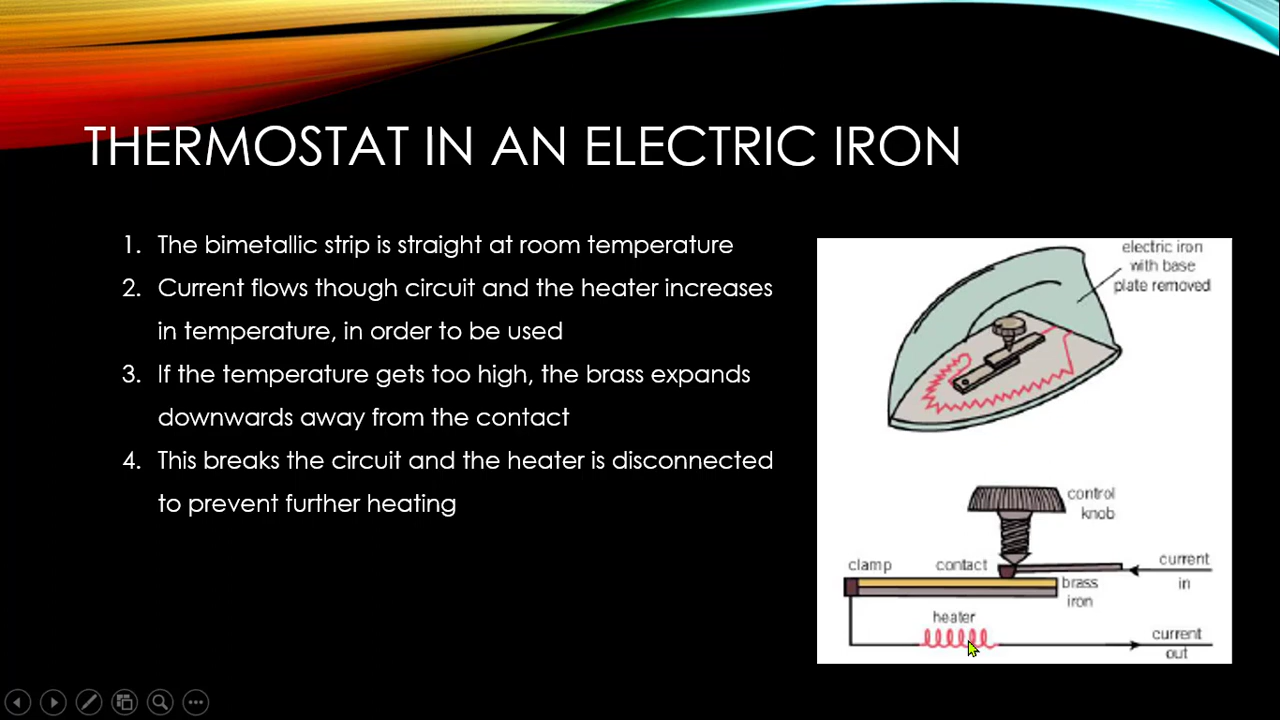 THERMOSTAT IN AN ELECTRIC IRON
1. The bimetallic strip is straight at room temperature
2. Current flows though circuit and the heater increases
in temperature, in order to be used
3. If the temperature gets too high, the brass expands
downwards away from the contact
4. This breaks the circuit and the heater is disconnected
to prevent further heating
electric iron
with base
plate removed
control
knob
clamp
contact
current
in
brass
iron
heater
current
out